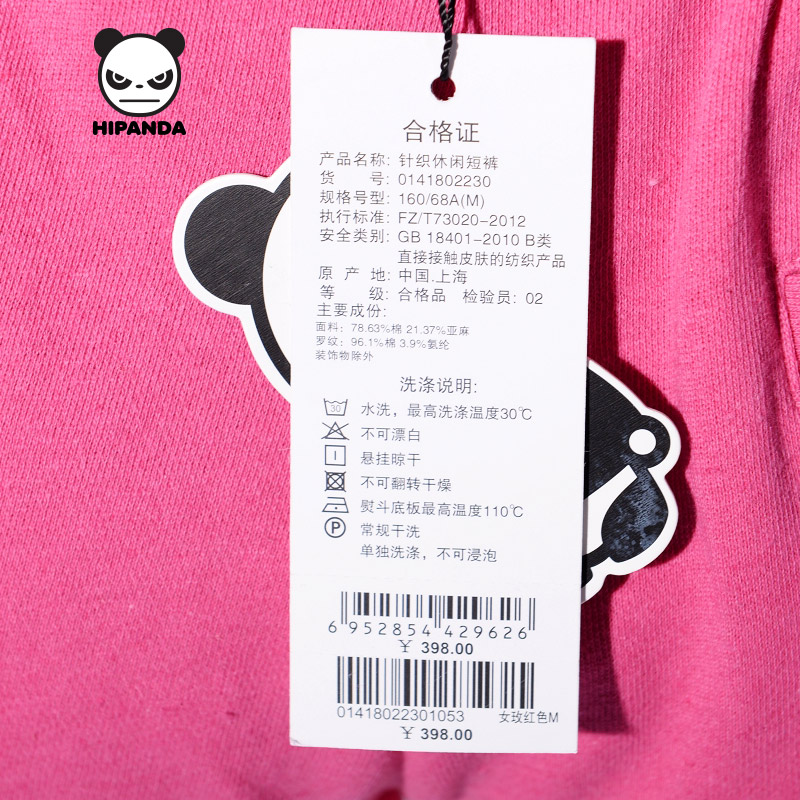 HIPANDA
合格证
产品名称: 针织休闲短裤
货 号: 0141802230
规格号型: 160/68A(M)
执行标准: FZ/T73020-2012
安全类别: GB 18401-2010 B类
直接接触皮肤的纺织产品
原 产 地: 中国.上海
等 级: 合格品 检验员: 02
主要成份:
面料: 78.63%棉 21.37%亚麻
罗纹: 96.1%棉 3.9%氨纶
装饰物除外
洗涤说明:
30 水洗，最高洗涤温度30℃
不可漂白
悬挂晾干
不可翻转干燥
熨斗底板最高温度110℃
P 常规干洗
单独洗涤，不可浸泡
6 952854 429626
¥ 398.00
01418022301053 女玫红色M
¥ 398.00